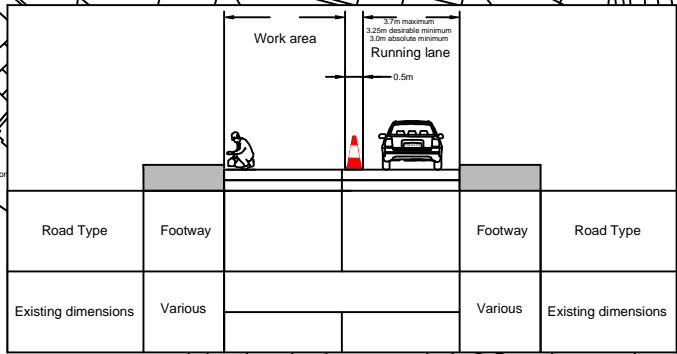 3.7m maximum
3.25m desirable minimum
3.0m absolute minimum
Work area
Running lane
0.5m
Road Type
Footway
Footway
Road Type
Existing dimensions
Various
Various
Existing dimensions